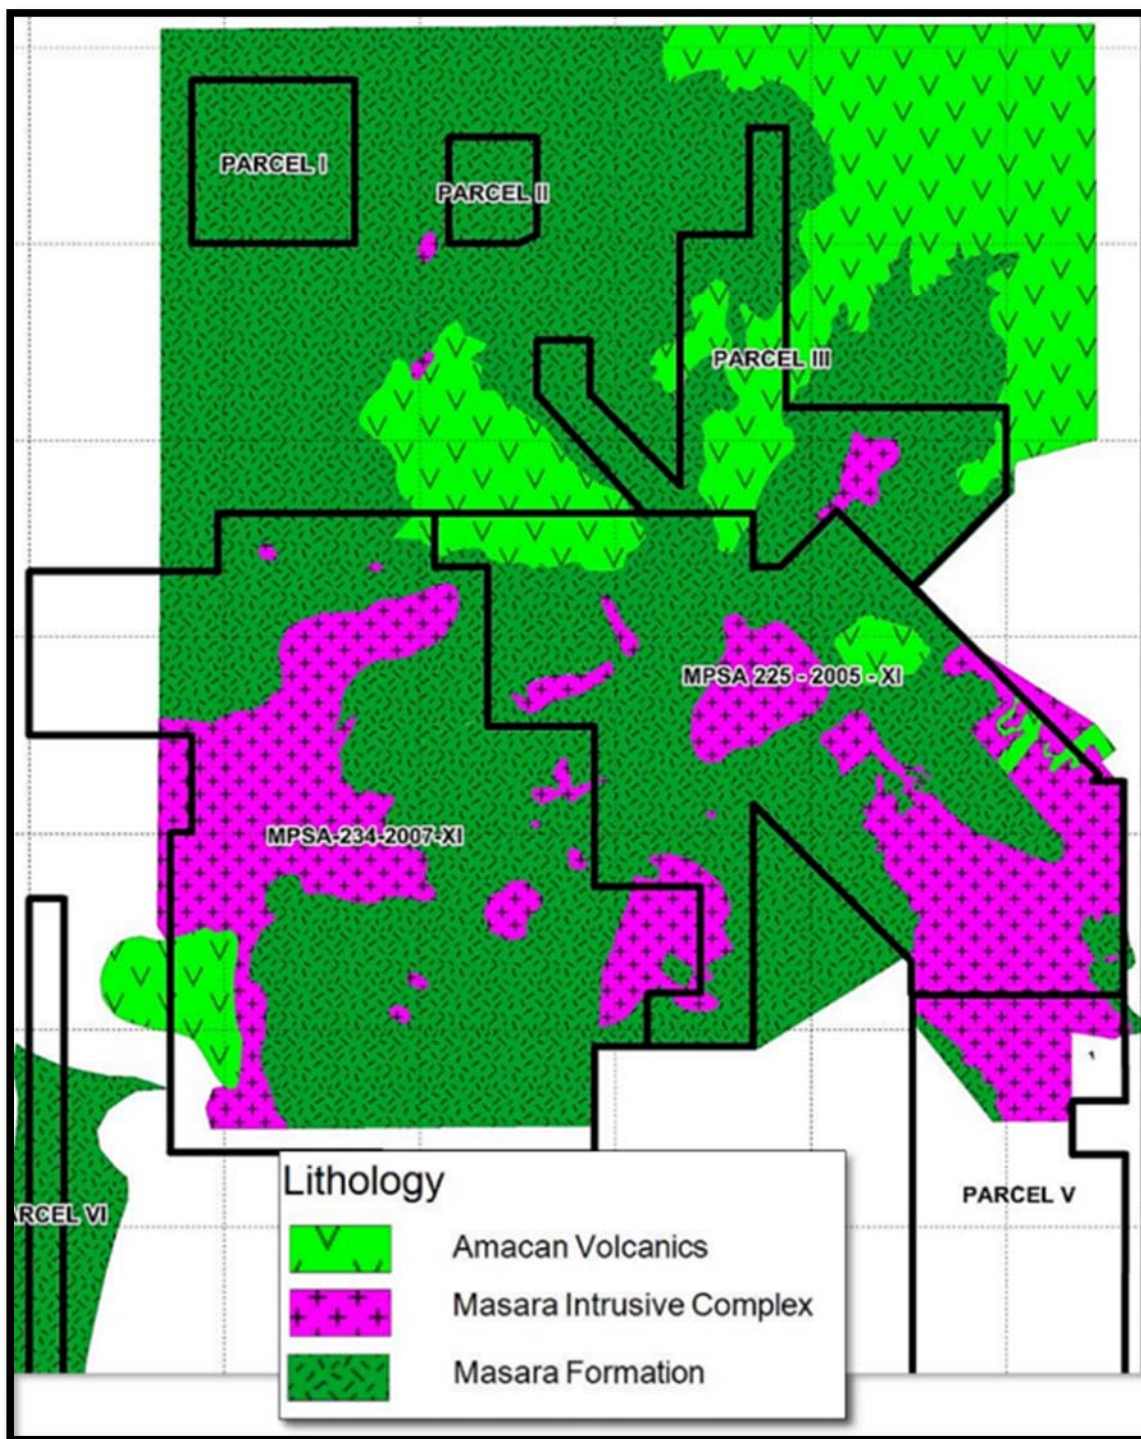 PARCEL I
PARCEL II
PARCEL III
MPSA 225 - 2005 - XI
MPSA-234-2007-XI
PARCEL V
ARCEL VI
Lithology
Amacan Volcanics
Masara Intrusive Complex
Masara Formation